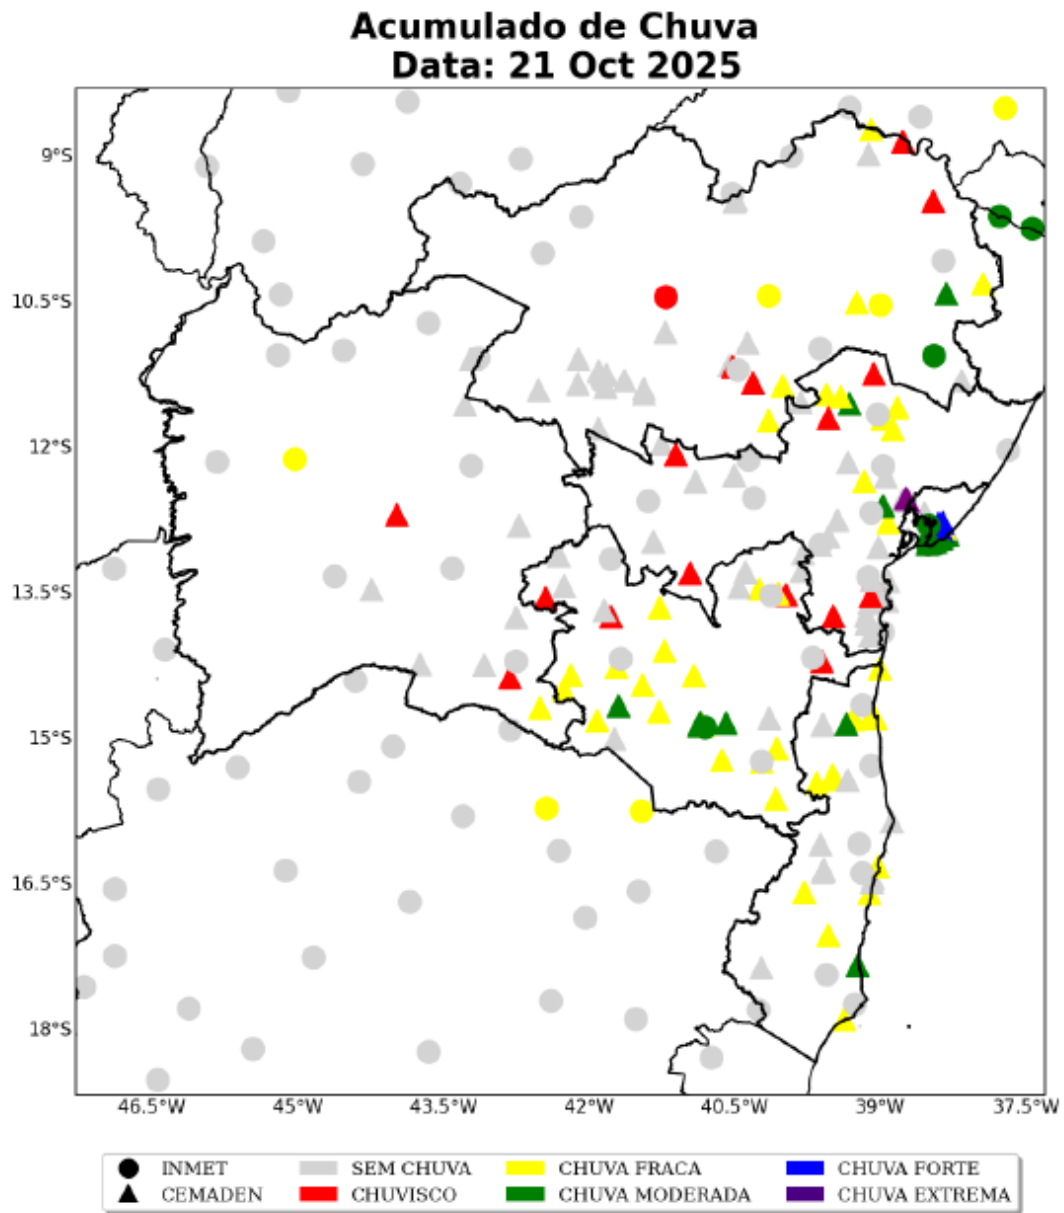 Acumulado de Chuva
Data: 21 Oct 2025
9°S
10.5°S
12°S
13.5°S
15°S
16.5°S
18°S
46.5°W 45°W 43.5°W 42°W 40.5°W 39°W 37.5°W
INMET SEM CHUVA CHUVA FRACA CHUVA FORTE
CEMADEN CHUVISCO CHUVA MODERADA CHUVA EXTREMA